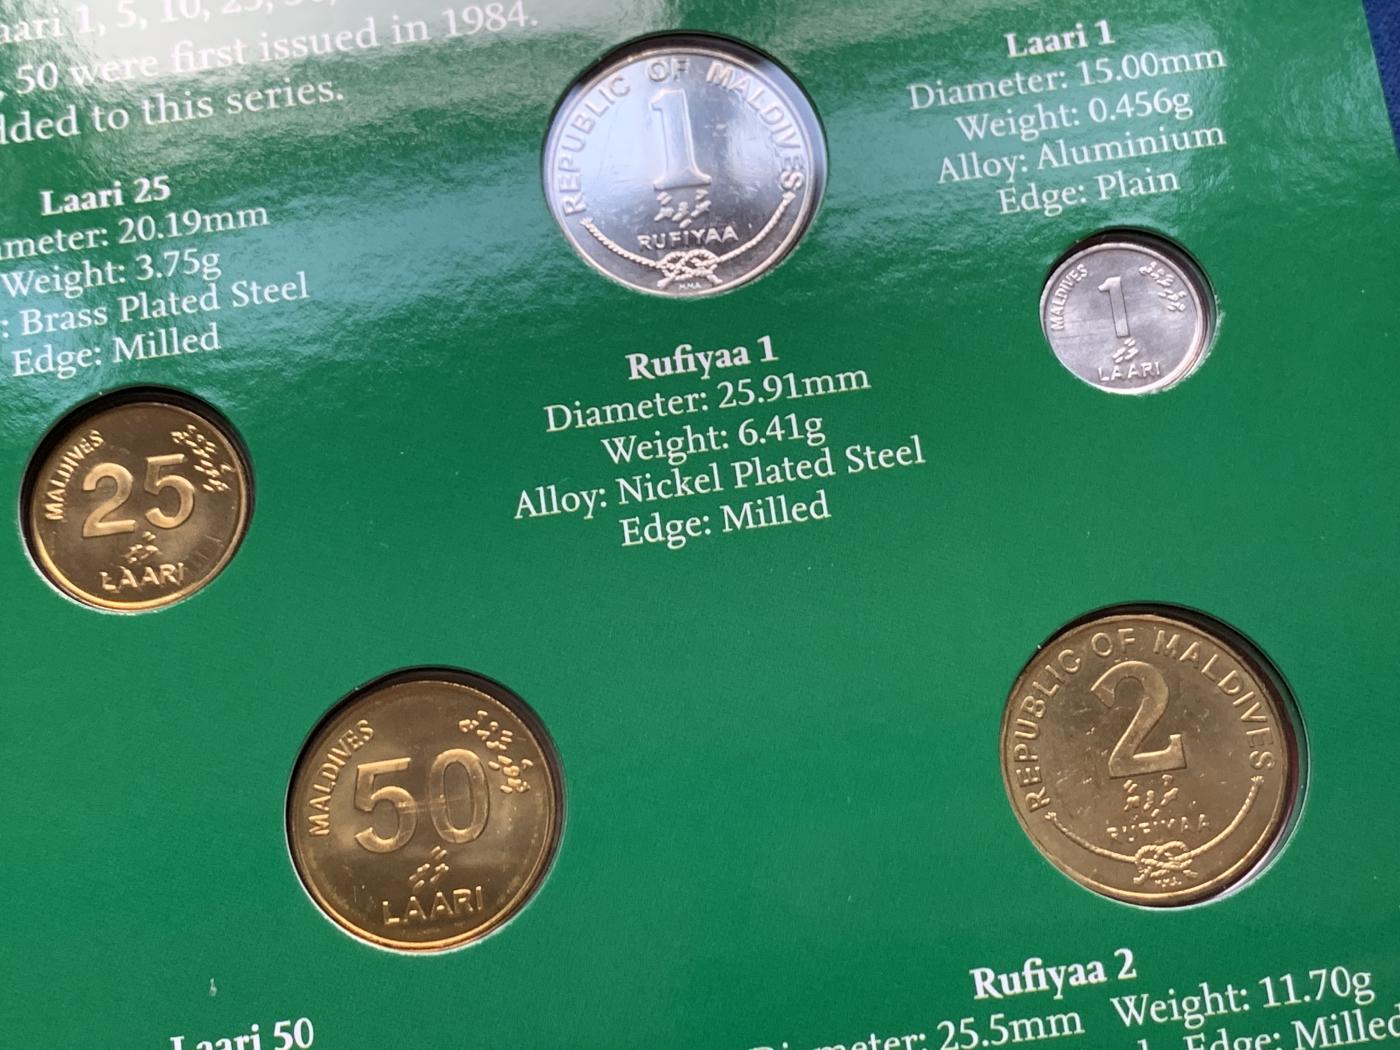 1, 5, 10, 25,
50 were first issued in 1984.
to this series.
Laari 1
Diameter: 15.00mm
Weight: 0.456g
Alloy: Aluminium
Edge: Plain
REPUBLIC OF MALDIVES
1
RUFIYAA
MMA
MALDIVES
1
LAARI
Laari 25
20.19mm
Weight: 3.75g
: Brass Plated Steel
Edge: Milled
Rufiyaa 1
Diameter: 25.91mm
Weight: 6.41g
Alloy: Nickel Plated Steel
Edge: Milled
MALDIVES
25
LAARI
MALDIVES
50
LAARI
REPUBLIC OF MALDIVES
2
RUFIYAA
Laari 50
Rufiyaa 2
Diameter: 25.5mm Weight: 11.70g
Edge: Milled